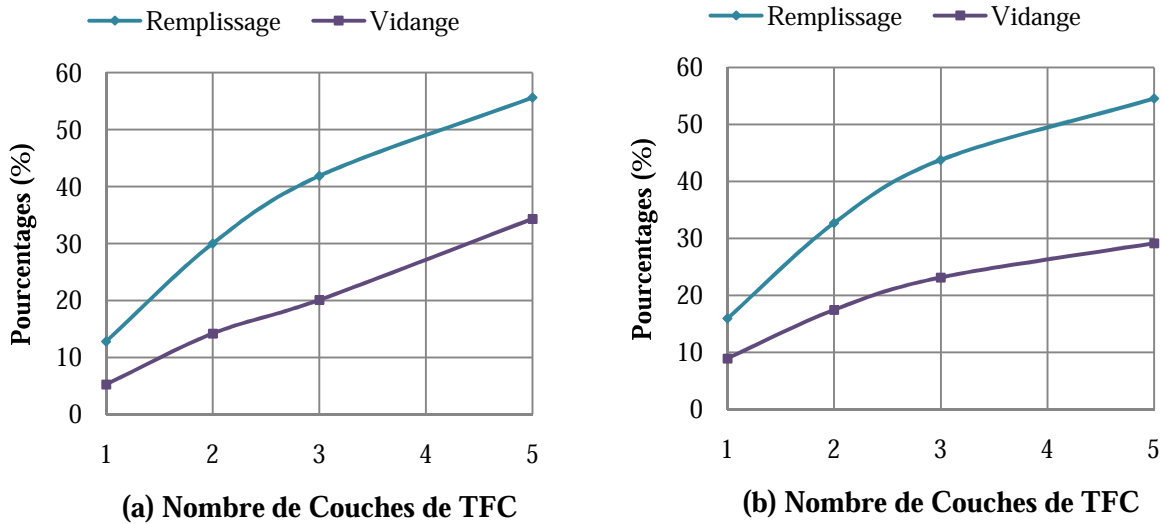 Remplissage Vidange
60
50
40
30
20
10
0
Pourcentages (%)
1 2 3 4 5
(a) Nombre de Couches de TFC
Remplissage Vidange
60
50
40
30
20
10
0
Pourcentages (%)
1 2 3 4 5
(b) Nombre de Couches de TFC